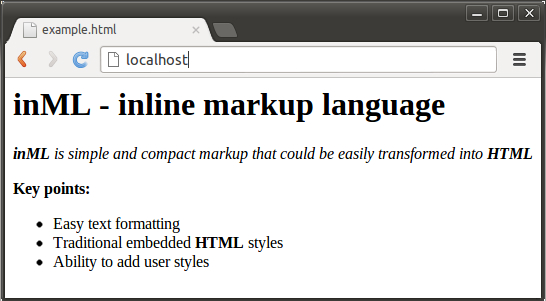 example.html
localhost
inML - inline markup language
inML is simple and compact markup that could be easily transformed into HTML
Key points:
Easy text formatting
Traditional embedded HTML styles
Ability to add user styles